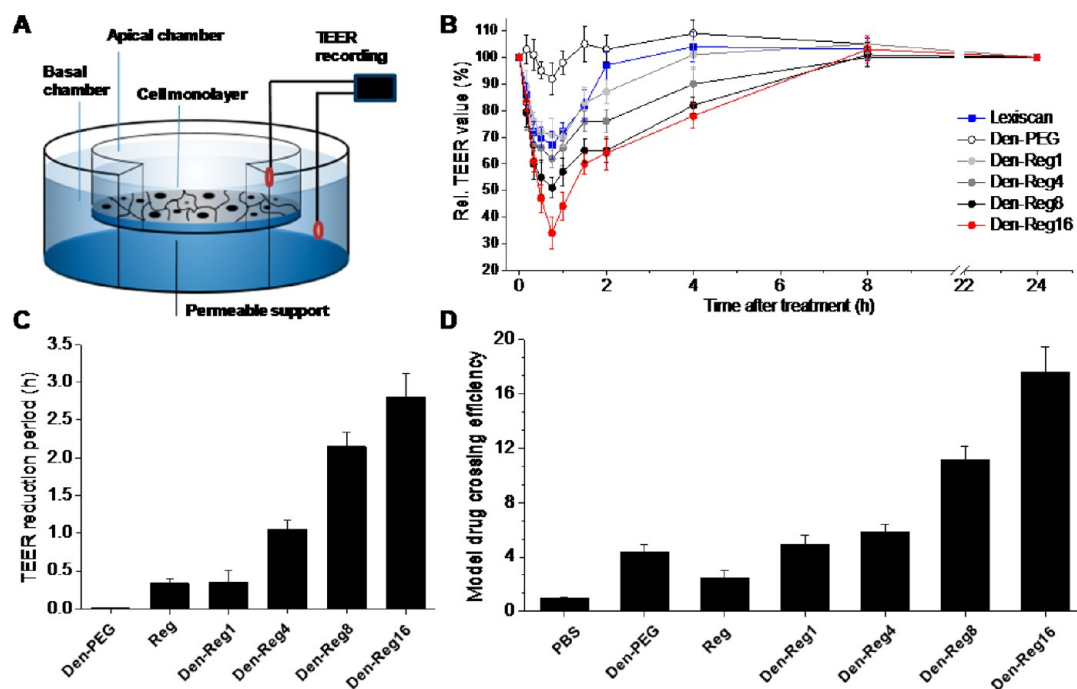 A
Apical chamber
TEER
recording
Basal
chamber
Cell monolayer
Permeable support
B
Rel. TEER value (%)
110
100
90
80
70
60
50
40
30
20
Lexiscan
Den-PEG
Den-Reg1
Den-Reg4
Den-Reg8
Den-Reg16
0 2 4 6 8 22 24
Time after treatment (h)
C
TEER reduction period (h)
3.5
3.0
2.5
2.0
1.5
1.0
0.5
0.0
Den-PEG
Reg
Den-Reg1
Den-Reg4
Den-Reg8
Den-Reg16
D
Model drug crossing efficiency
20
16
12
8
4
0
PBS
Den-PEG
Reg
Den-Reg1
Den-Reg4
Den-Reg8
Den-Reg16